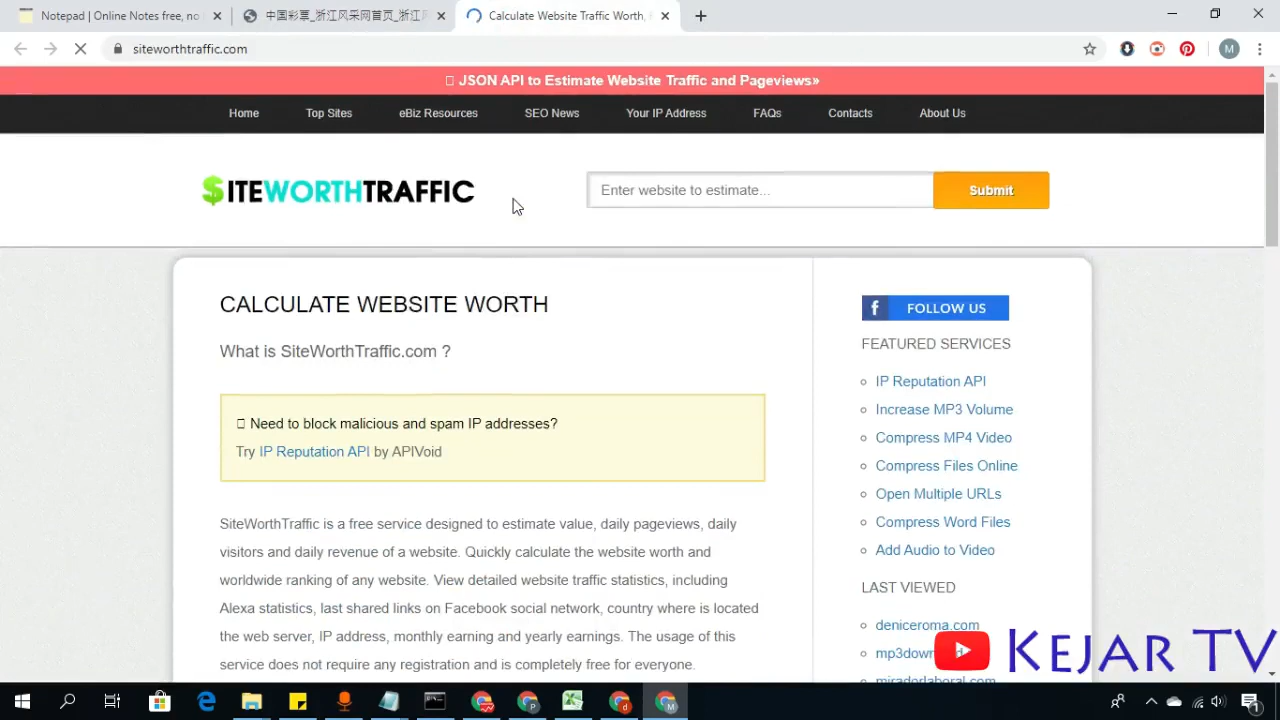 Notepad | Online Notes free, no
中国彩票_浙江风采网首页_浙江风
Calculate Website Traffic Worth,
siteworthtraffic.com
M
JSON API to Estimate Website Traffic and Pageviews»
Home Top Sites eBiz Resources SEO News Your IP Address FAQs Contacts About Us
$ITEWORTHTRAFFIC
Enter website to estimate...
Submit
CALCULATE WEBSITE WORTH
What is SiteWorthTraffic.com ?
Need to block malicious and spam IP addresses?
Try IP Reputation API by APIVoid
SiteWorthTraffic is a free service designed to estimate value, daily pageviews, daily
visitors and daily revenue of a website. Quickly calculate the website worth and
worldwide ranking of any website. View detailed website traffic statistics, including
Alexa statistics, last shared links on Facebook social network, country where is located
the web server, IP address, monthly earning and yearly earnings. The usage of this
service does not require any registration and is completely free for everyone.
FOLLOW US
FEATURED SERVICES
IP Reputation API
Increase MP3 Volume
Compress MP4 Video
Compress Files Online
Open Multiple URLs
Compress Word Files
Add Audio to Video
LAST VIEWED
deniceroma.com
miradorlaboral.com
KEJAR TV